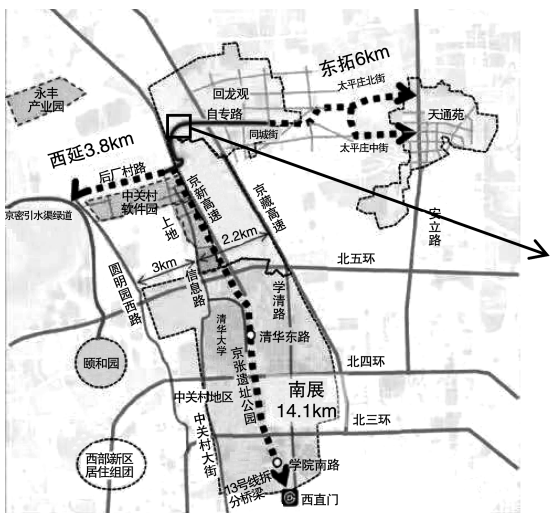 东拓6km
太平庄北街
回龙观
永丰
产业园
自专路
天通苑
同城街
太平庄中街
西延3.8km
后厂村路
中关村
软件园
京新高速
京藏高速
京密引水渠绿道
上地
安立路
2.2km
3km
北五环
圆明园西路
信息路
学清路
清华大学
清华东路
京张遗址公园
颐和园
北四环
南展
14.1km
中关村地区
中关村大街
北三环
西部新区
居住组团
学院南路
13号线拆
分桥梁
西直门